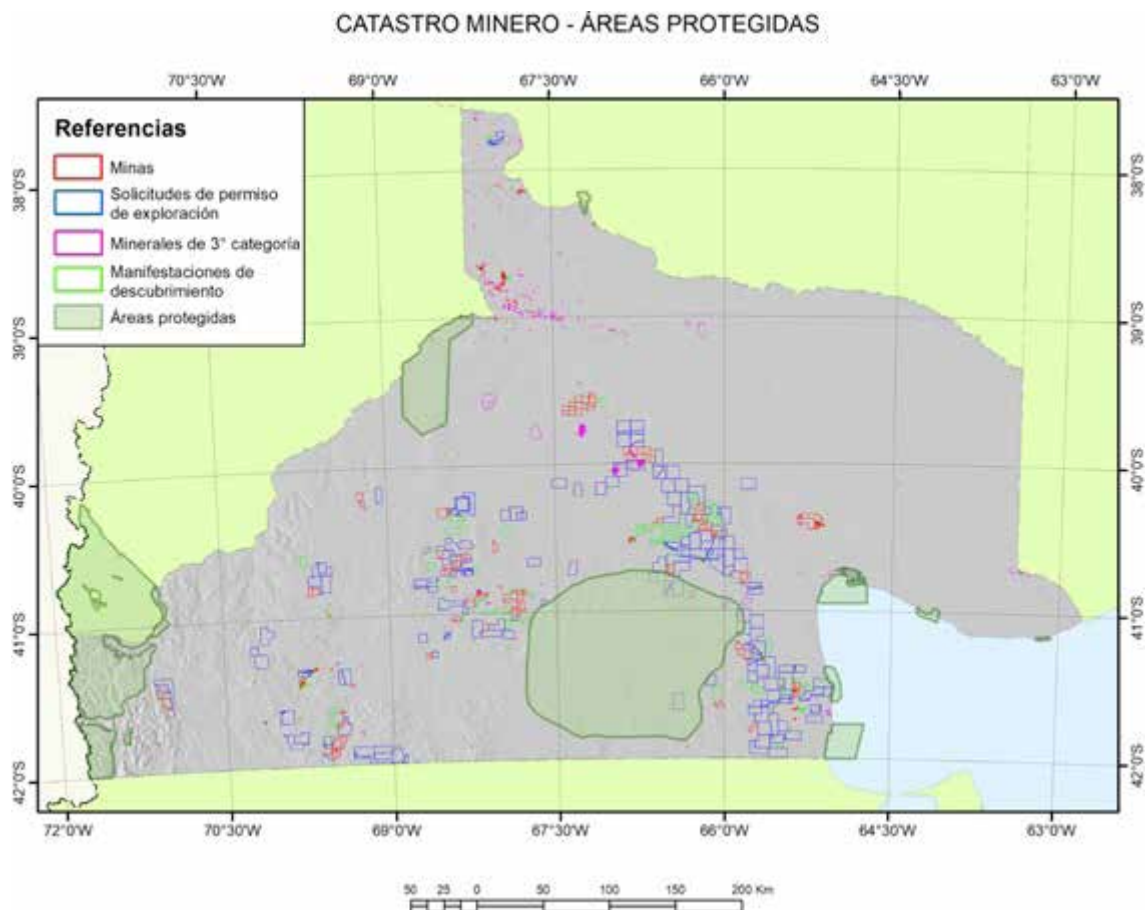 CATASTRO MINERO - ÁREAS PROTEGIDAS
70°30'W 69°0'W 67°30'W 66°0'W 64°30'W 63°0'W
Referencias
Minas
Solicitudes de permiso
de exploración
Minerales de 3° categoría
Manifestaciones de
descubrimiento
Áreas protegidas
38°0'S 38°0'S
39°0'S 39°0'S
40°0'S 40°0'S
41°0'S 41°0'S
42°0'S 42°0'S
72°0'W 70°30'W 69°0'W 67°30'W 66°0'W 64°30'W 63°0'W
50 25 0 50 100 150 200 Km